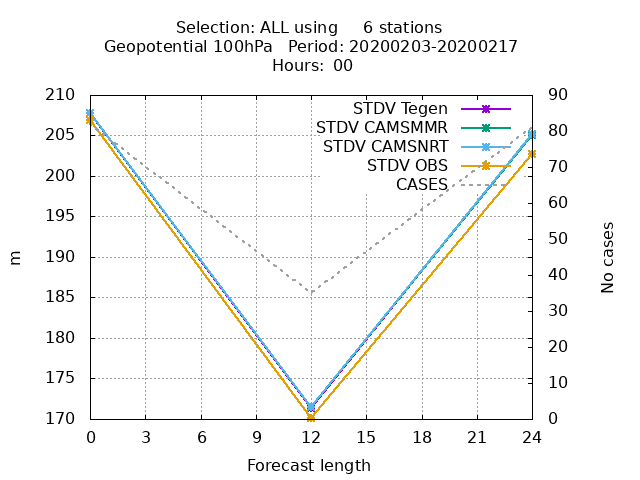 Selection: ALL using     6 stations
Geopotential 100hPa   Period: 20200203-20200217
Hours:  00
210
205
200
195
190
185
180
175
170
m
90
80
70
60
50
40
30
20
10
0
No cases
STDV Tegen
STDV CAMSMMR
STDV CAMSNRT
STDV OBS
CASES
0 3 6 9 12 15 18 21 24
Forecast length